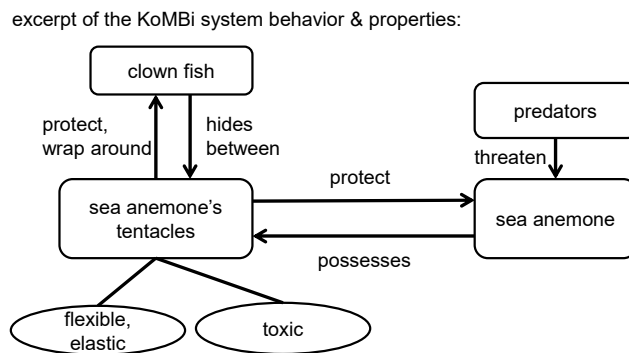 excerpt of the KoMBi system behavior & properties:
clown fish
predators
protect,
wrap around
hides
between
threaten
protect
sea anemone's
tentacles
sea anemone
possesses
flexible,
elastic
toxic